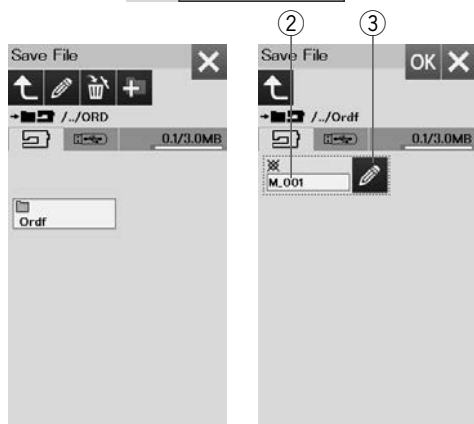 ② ③
Save File
/../ORD
0.1/3.0MB
Ordf
Save File
OK
/../Ordf
0.1/3.0MB
M_001